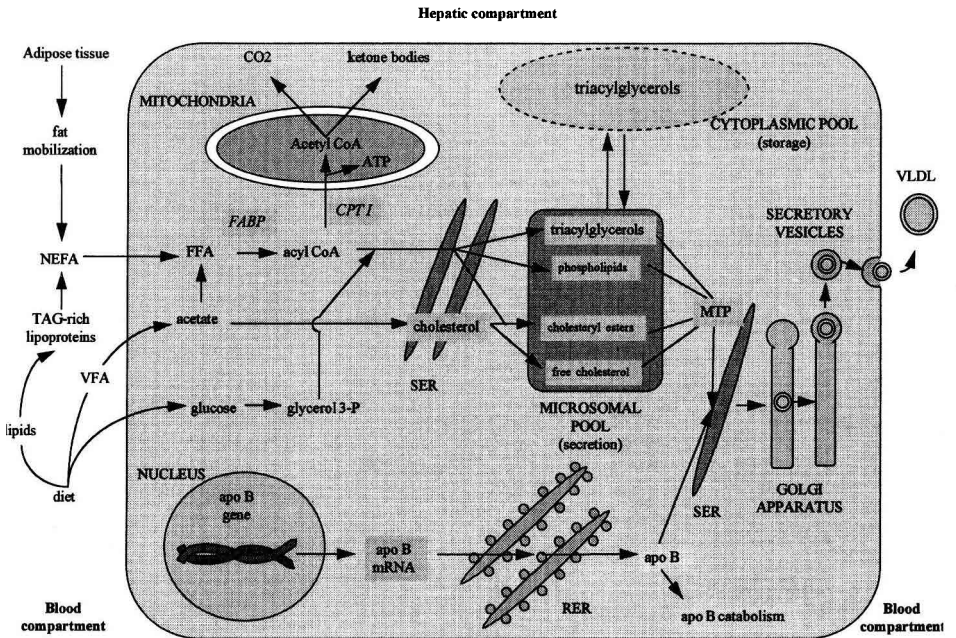 Hepatic compartment
Adipose tissue
fat
mobilization
NEFA
TAG-rich
lipoproteins
VFA
lipids
diet
Blood
compartment
CO2
ketone bodies
MITOCHONDRIA
Acetyl CoA
ATP
FABP
CPT I
FFA
acyl CoA
acetate
cholesterol
SER
glucose
glycerol 3-P
triacylglycerols
CYTOPLASMIC POOL
(storage)
triacylglycerols
phospholipids
cholesteryl esters
free cholesterol
MICROSOMAL
POOL
(secretion)
MTP
SER
SECRETORY
VESICLES
VLDL
GOLGI
APPARATUS
NUCLEUS
apo B
gene
apo B
mRNA
RER
apo B
apo B catabolism
Blood
compartment